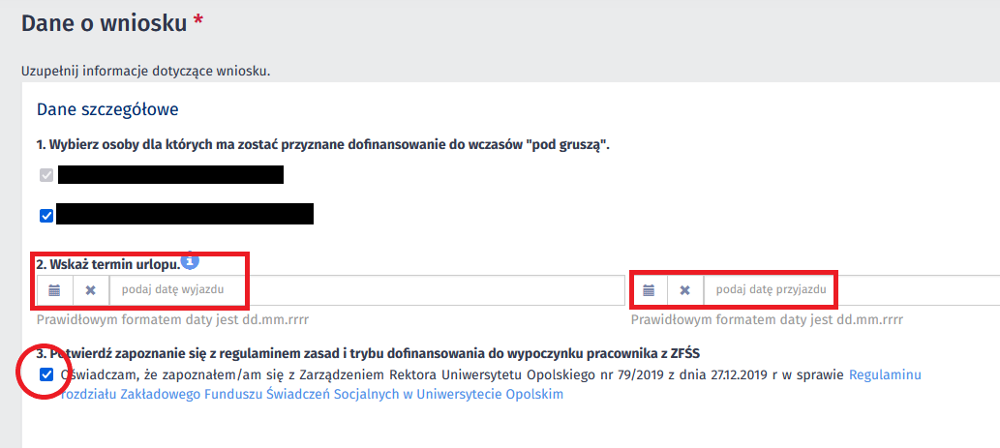 Dane o wniosku *
Uzupełnij informacje dotyczące wniosku.
Dane szczegółowe
1. Wybierz osoby dla których ma zostać przyznane dofinansowanie do wczasów "pod gruszą".
2. Wskaż termin urlopu.
podaj datę wyjazdu
podaj datę przyjazdu
Prawidłowym formatem daty jest dd.mm.rrrr
Prawidłowym formatem daty jest dd.mm.rrrr
3. Potwierdź zapoznanie się z regulaminem zasad i trybu dofinansowania do wypoczynku pracownika z ZFŚS
Oświadczam, że zapoznałem/am się z Zarządzeniem Rektora Uniwersytetu Opolskiego nr 79/2019 z dnia 27.12.2019 r w sprawie Regulaminu
rozdziału Zakładowego Funduszu Świadczeń Socjalnych w Uniwersytecie Opolskim